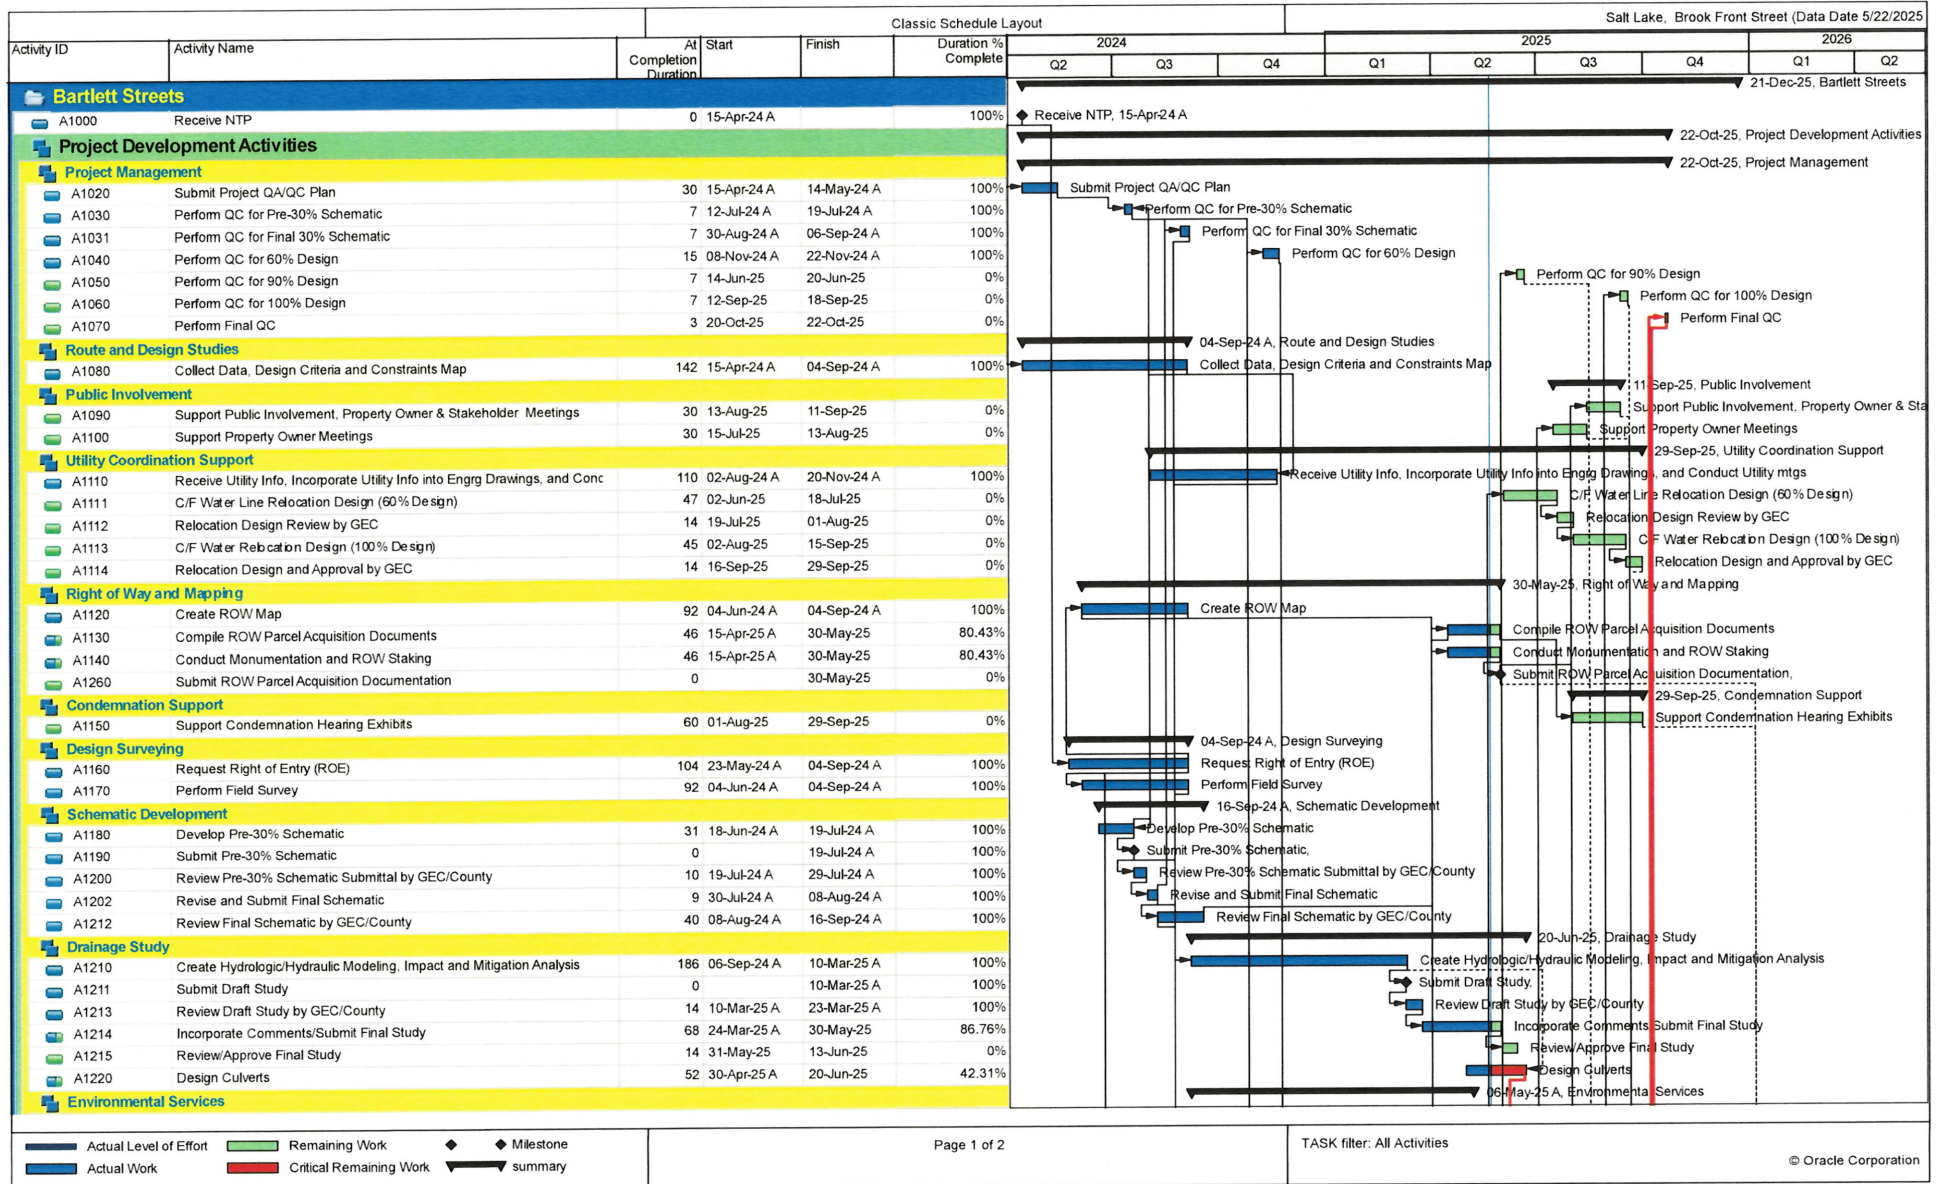 Classic Schedule Layout
Salt Lake, Brook Front Street (Data Date 5/22/2025
Activity ID Activity Name At Completion Duration Start Finish Duration % Complete
2024 2025 2026
Q2 Q3 Q4 Q1 Q2 Q3 Q4 Q1 Q2
Bartlett Streets 21-Dec-25, Bartlett Streets
A1000 Receive NTP 0 15-Apr-24 A 100% Receive NTP, 15-Apr-24 A
Project Development Activities 22-Oct-25, Project Development Activities
Project Management 22-Oct-25, Project Management
A1020 Submit Project QA/QC Plan 30 15-Apr-24 A 14-May-24 A 100% Submit Project QA/QC Plan
A1030 Perform QC for Pre-30% Schematic 7 12-Jul-24 A 19-Jul-24 A 100% Perform QC for Pre-30% Schematic
A1031 Perform QC for Final 30% Schematic 7 30-Aug-24 A 06-Sep-24 A 100% Perform QC for Final 30% Schematic
A1040 Perform QC for 60% Design 15 08-Nov-24 A 22-Nov-24 A 100% Perform QC for 60% Design
A1050 Perform QC for 90% Design 7 14-Jun-25 20-Jun-25 0% Perform QC for 90% Design
A1060 Perform QC for 100% Design 7 12-Sep-25 18-Sep-25 0% Perform QC for 100% Design
A1070 Perform Final QC 3 20-Oct-25 22-Oct-25 0% Perform Final QC
Route and Design Studies 04-Sep-24 A, Route and Design Studies
A1080 Collect Data, Design Criteria and Constraints Map 142 15-Apr-24 A 04-Sep-24 A 100% Collect Data, Design Criteria and Constraints Map
Public Involvement 11-Sep-25, Public Involvement
A1090 Support Public Involvement, Property Owner & Stakeholder Meetings 30 13-Aug-25 11-Sep-25 0% Support Public Involvement, Property Owner & Sta
A1100 Support Property Owner Meetings 30 15-Jul-25 13-Aug-25 0% Support Property Owner Meetings
Utility Coordination Support 29-Sep-25, Utility Coordination Support
A1110 Receive Utility Info, Incorporate Utility Info into Engrg Drawings, and Conc 110 02-Aug-24 A 20-Nov-24 A 100% Receive Utility Info, Incorporate Utility Info into Engrg Drawings, and Conduct Utility mtgs
A1111 C/F Water Line Relocation Design (60% Design) 47 02-Jun-25 18-Jul-25 0% C/F Water Line Relocation Design (60% Design)
A1112 Relocation Design Review by GEC 14 19-Jul-25 01-Aug-25 0% Relocation Design Review by GEC
A1113 C/F Water Relocation Design (100% Design) 45 02-Aug-25 15-Sep-25 0% C/F Water Relocation Design (100% Design)
A1114 Relocation Design and Approval by GEC 14 16-Sep-25 29-Sep-25 0% Relocation Design and Approval by GEC
Right of Way and Mapping 30-May-25, Right of Way and Mapping
A1120 Create ROW Map 92 04-Jun-24 A 04-Sep-24 A 100% Create ROW Map
A1130 Compile ROW Parcel Acquisition Documents 46 15-Apr-25 A 30-May-25 80.43% Compile ROW Parcel Acquisition Documents
A1140 Conduct Monumentation and ROW Staking 46 15-Apr-25 A 30-May-25 80.43% Conduct Monumentation and ROW Staking
A1260 Submit ROW Parcel Acquisition Documentation 0 30-May-25 0% Submit ROW Parcel Acquisition Documentation,
Condemnation Support 29-Sep-25, Condemnation Support
A1150 Support Condemnation Hearing Exhibits 60 01-Aug-25 29-Sep-25 0% Support Condemnation Hearing Exhibits
Design Surveying 04-Sep-24 A, Design Surveying
A1160 Request Right of Entry (ROE) 104 23-May-24 A 04-Sep-24 A 100% Request Right of Entry (ROE)
A1170 Perform Field Survey 92 04-Jun-24 A 04-Sep-24 A 100% Perform Field Survey
Schematic Development 16-Sep-24 A, Schematic Development
A1180 Develop Pre-30% Schematic 31 18-Jun-24 A 19-Jul-24 A 100% Develop Pre-30% Schematic
A1190 Submit Pre-30% Schematic 0 19-Jul-24 A 100% Submit Pre-30% Schematic,
A1200 Review Pre-30% Schematic Submittal by GEC/County 10 19-Jul-24 A 29-Jul-24 A 100% Review Pre-30% Schematic Submittal by GEC/County
A1202 Revise and Submit Final Schematic 9 30-Jul-24 A 08-Aug-24 A 100% Revise and Submit Final Schematic
A1212 Review Final Schematic by GEC/County 40 08-Aug-24 A 16-Sep-24 A 100% Review Final Schematic by GEC/County
Drainage Study 20-Jun-25, Drainage Study
A1210 Create Hydrologic/Hydraulic Modeling, Impact and Mitigation Analysis 186 06-Sep-24 A 10-Mar-25 A 100% Create Hydrologic/Hydraulic Modeling, Impact and Mitigation Analysis
A1211 Submit Draft Study 0 10-Mar-25 A 100% Submit Draft Study,
A1213 Review Draft Study by GEC/County 14 10-Mar-25 A 23-Mar-25 A 100% Review Draft Study by GEC/County
A1214 Incorporate Comments/Submit Final Study 68 24-Mar-25 A 30-May-25 86.76% Incorporate Comments/Submit Final Study
A1215 Review/Approve Final Study 14 31-May-25 13-Jun-25 0% Review/Approve Final Study
A1220 Design Culverts 52 30-Apr-25 A 20-Jun-25 42.31% Design Culverts
Environmental Services 06-May-25 A, Environmental Services
Actual Level of Effort Remaining Work Milestone
Actual Work Critical Remaining Work summary
Page 1 of 2
TASK filter: All Activities
© Oracle Corporation